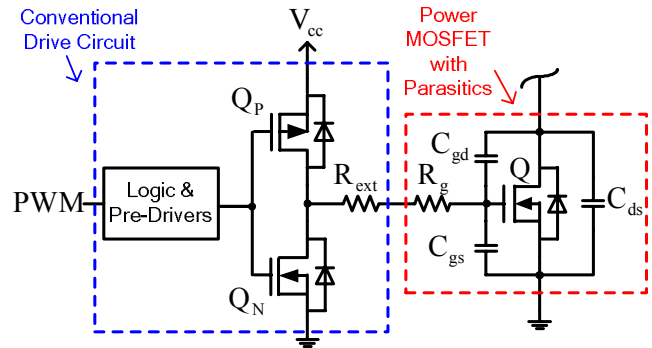 Conventional
Drive Circuit
Vcc
Power
MOSFET
with
Parasitics
QP
Cgd
Q
Logic &
Pre-Drivers
PWM
Rext
Rg
Cds
Cgs
QN